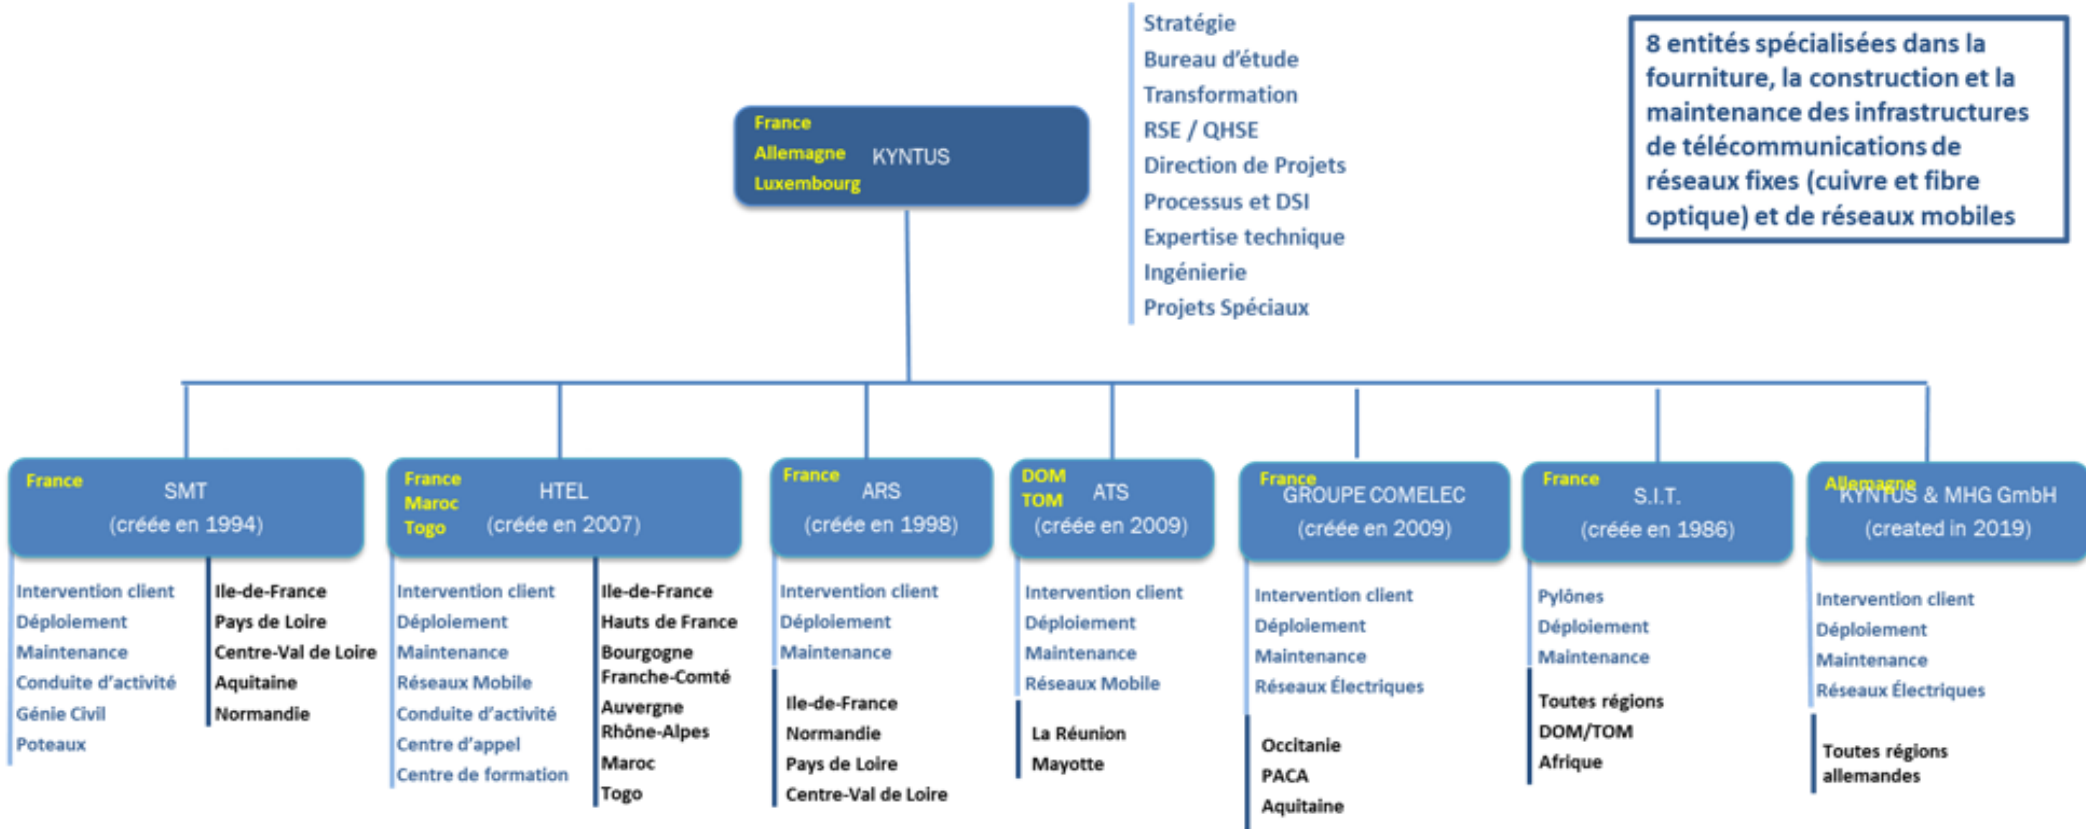 Stratégie
Bureau d'étude
Transformation
RSE / QHSE
Direction de Projets
Processus et DSI
Expertise technique
Ingénierie
Projets Spéciaux
8 entités spécialisées dans la
fourniture, la construction et la
maintenance des infrastructures
de télécommunications de
réseaux fixes (cuivre et fibre
optique) et de réseaux mobiles
France
Allemagne
Luxembourg
KYNTUS
France
SMT
(créée en 1994)
Intervention client
Déploiement
Maintenance
Conduite d'activité
Génie Civil
Poteaux
Ile-de-France
Pays de Loire
Centre-Val de Loire
Aquitaine
Normandie
France
Maroc
Togo
HTEL
(créée en 2007)
Intervention client
Déploiement
Maintenance
Réseaux Mobile
Conduite d'activité
Centre d'appel
Centre de formation
Ile-de-France
Hauts de France
Bourgogne
Franche-Comté
Auvergne
Rhône-Alpes
Maroc
Togo
France
ARS
(créée en 1998)
Intervention client
Déploiement
Maintenance
Ile-de-France
Normandie
Pays de Loire
Centre-Val de Loire
DOM
TOM
ATS
(créée en 2009)
Intervention client
Déploiement
Maintenance
Réseaux Mobile
La Réunion
Mayotte
France
GROUPE COMELEC
(créée en 2009)
Intervention client
Déploiement
Maintenance
Réseaux Électriques
Occitanie
PACA
Aquitaine
France
S.I.T.
(créée en 1986)
Pylônes
Déploiement
Maintenance
Toutes régions
DOM/TOM
Afrique
Allemagne
KYNTUS & MHG GmbH
(created in 2019)
Intervention client
Déploiement
Maintenance
Réseaux Électriques
Toutes régions
allemandes